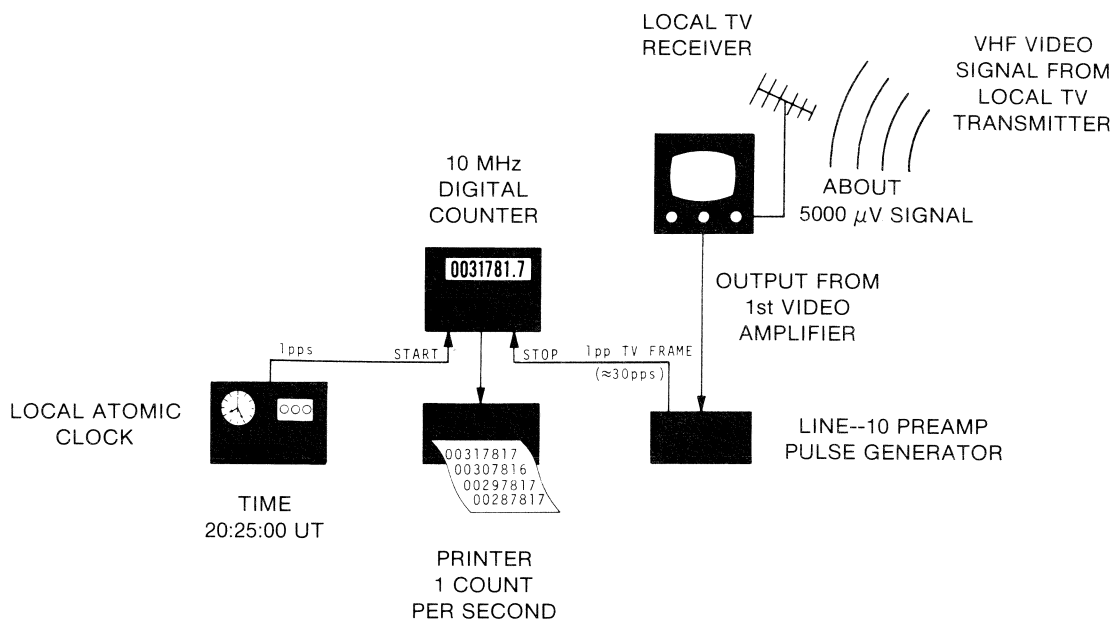 LOCAL TV
RECEIVER
VHF VIDEO
SIGNAL FROM
LOCAL TV
TRANSMITTER
ABOUT
5000 μV SIGNAL
10 MHz
DIGITAL
COUNTER
0031781.7
OUTPUT FROM
1st VIDEO
AMPLIFIER
1pps
START
STOP
1pp TV FRAME
(≈30pps)
LOCAL ATOMIC
CLOCK
000
TIME
20:25:00 UT
00317817
00307816
00297817
00287817
PRINTER
1 COUNT
PER SECOND
LINE--10 PREAMP
PULSE GENERATOR